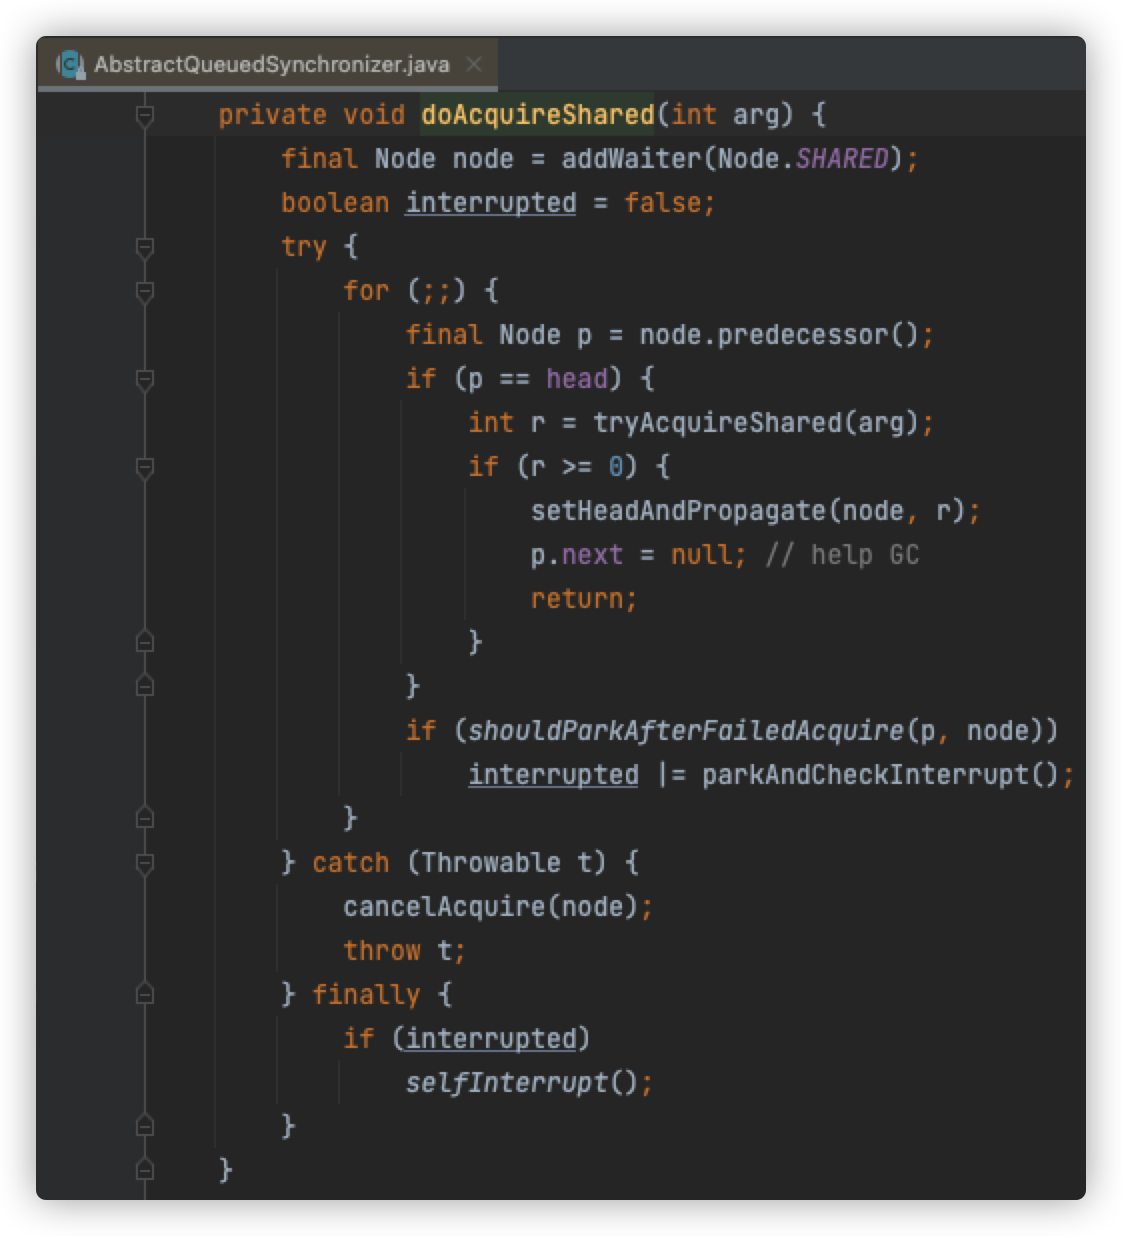 AbstractQueuedSynchronizer.java
private void doAcquireShared(int arg) {
    final Node node = addWaiter(Node.SHARED);
    boolean interrupted = false;
    try {
        for (;;) {
            final Node p = node.predecessor();
            if (p == head) {
                int r = tryAcquireShared(arg);
                if (r >= 0) {
                    setHeadAndPropagate(node, r);
                    p.next = null; // help GC
                    return;
                }
            }
            if (shouldParkAfterFailedAcquire(p, node))
                interrupted |= parkAndCheckInterrupt();
        }
    } catch (Throwable t) {
        cancelAcquire(node);
        throw t;
    } finally {
        if (interrupted)
            selfInterrupt();
    }
}